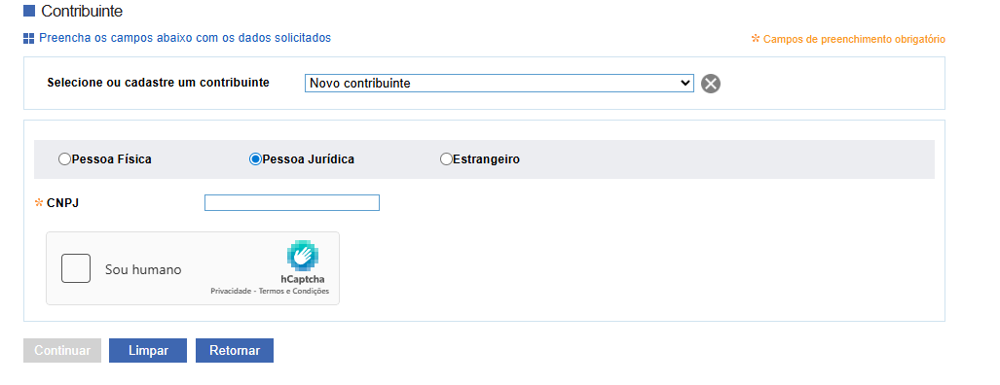 Contribuinte
Preencha os campos abaixo com os dados solicitados
* Campos de preenchimento obrigatório
Selecione ou cadastre um contribuinte
Novo contribuinte
Pessoa Física Pessoa Jurídica Estrangeiro
* CNPJ
Sou humano
hCaptcha
Privacidade - Termos e Condições
Continuar Limpar Retornar